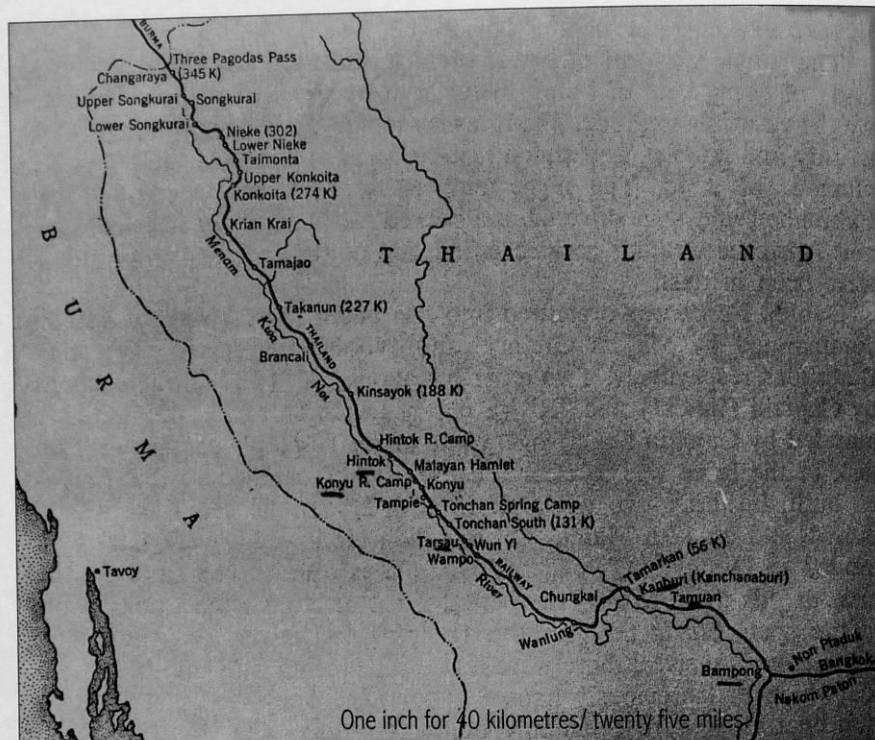 BURMA
Three Pagodas Pass
Changaraya
(345 K)
Upper Songkurai
Songkurai
Lower Songkurai
Nieke (302)
Lower Nieke
Taimonta
Upper Konkoita
Konkoita (274 K)
Krian Krai
Menam
Tamajao
BURMA
THAILAND
Takanun (227 K)
THAILAND
Kwa
Brancali
Noi
Kinsayok (188 K)
Hintok R. Camp
Hintok
Malayan Hamlet
Konyu R. Camp
Konyu
Tampie
Tonchan Spring Camp
Tonchan South (131 K)
Tarsau
Wun Yi
Wampo
RAILWAY
River
Tavoy
Tamarkan (56 K)
Chungkai
Kanburi (Kanchanaburi)
Tamuan
Wanlung
Non Pladuk
Bangkok
Bampong
Nakom Paton
One inch for 40 kilometres/ twenty five miles